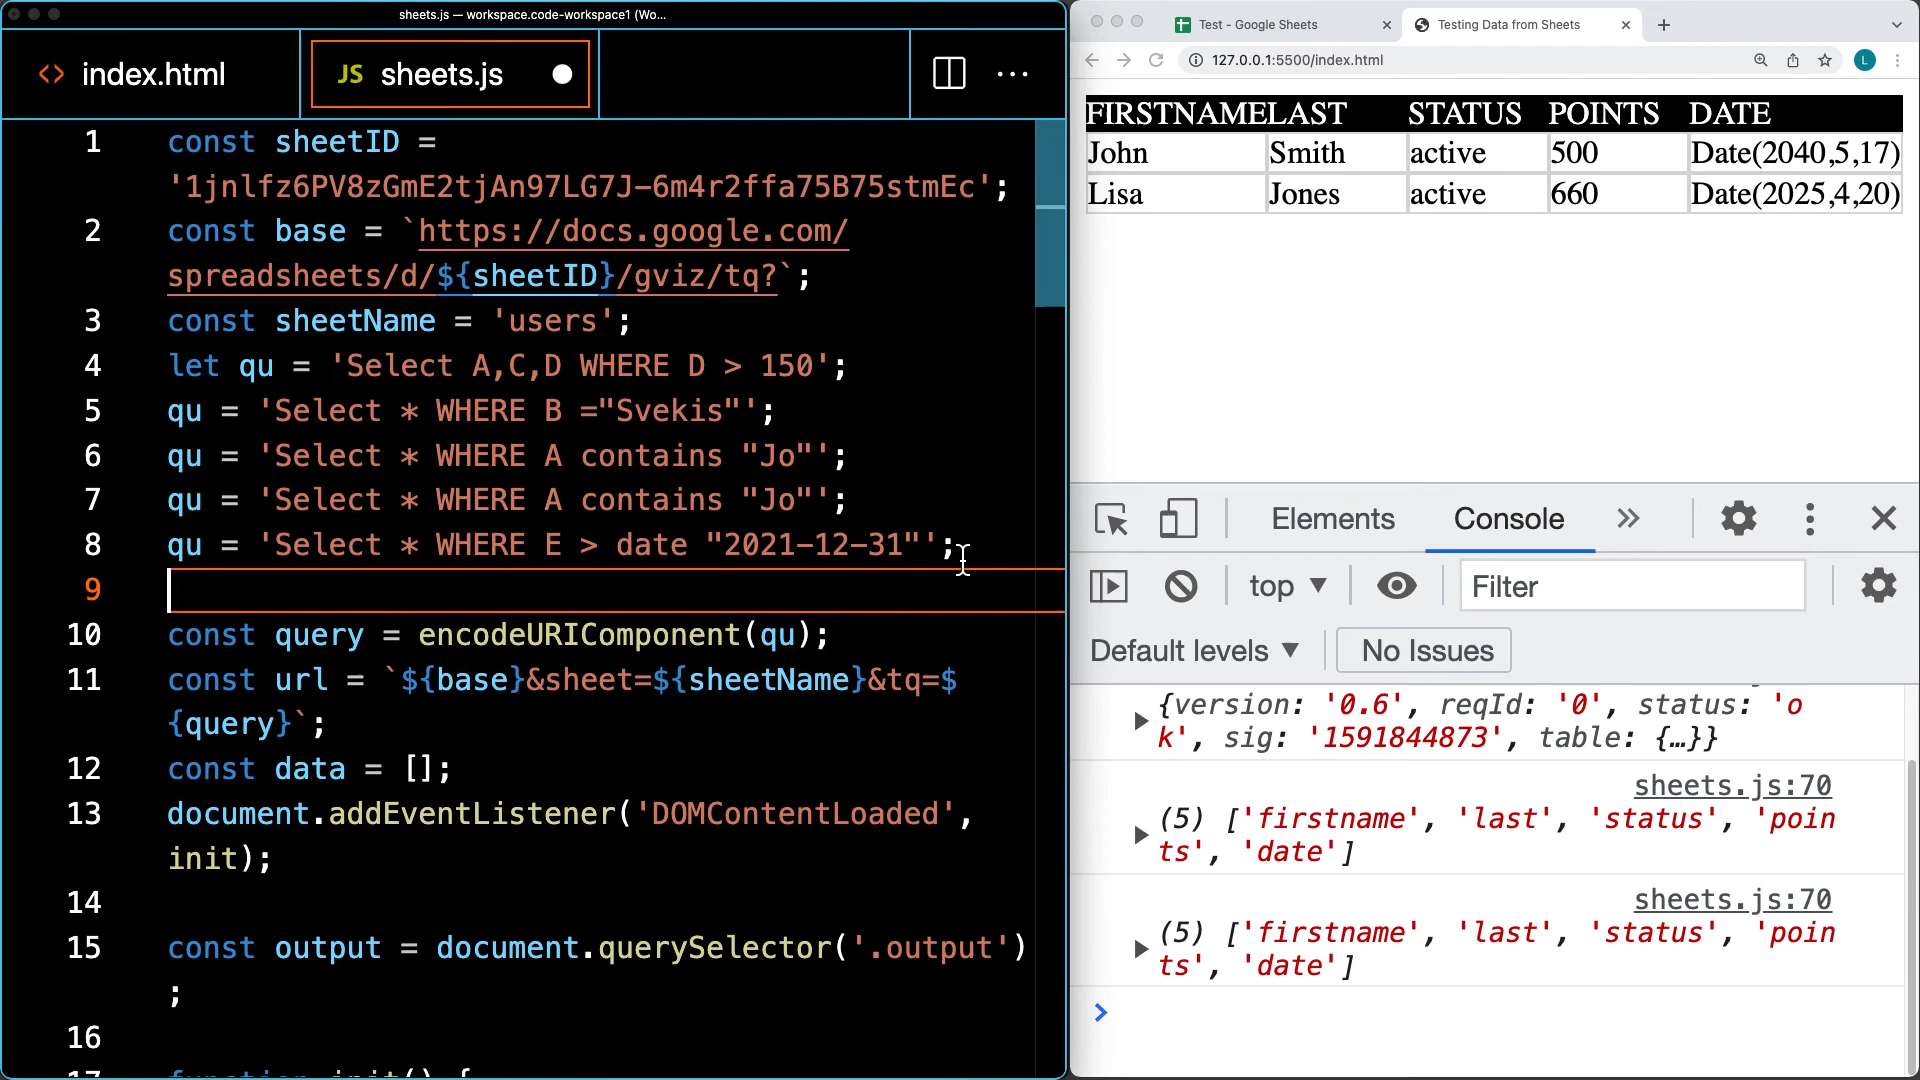 sheets.js — workspace.code-workspace1 (Wo...
<> index.html
JS sheets.js
1 const sheetID =
'1jnlfz6PV8zGmE2tjAn97LG7J-6m4r2ffa75B75stmEc';
2 const base = `https://docs.google.com/
spreadsheets/d/${sheetID}/gviz/tq?`;
3 const sheetName = 'users';
4 let qu = 'Select A,C,D WHERE D > 150';
5 qu = 'Select * WHERE B ="Svekis"';
6 qu = 'Select * WHERE A contains "Jo"';
7 qu = 'Select * WHERE A contains "Jo"';
8 qu = 'Select * WHERE E > date "2021-12-31"';
9
10 const query = encodeURIComponent(qu);
11 const url = `${base}&sheet=${sheetName}&tq=$
{query}`;
12 const data = [];
13 document.addEventListener('DOMContentLoaded',
init);
14
15 const output = document.querySelector('.output')
;
16
17 function init() {
Test - Google Sheets
Testing Data from Sheets
127.0.0.1:5500/index.html
L
FIRSTNAME LAST STATUS POINTS DATE
John Smith active 500 Date(2040,5,17)
Lisa Jones active 660 Date(2025,4,20)
Elements Console
top Filter
Default levels No Issues
{version: '0.6', reqId: '0', status: 'o
k', sig: '1591844873', table: {…}}
sheets.js:70
(5) ['firstname', 'last', 'status', 'poin
ts', 'date']
sheets.js:70
(5) ['firstname', 'last', 'status', 'poin
ts', 'date']